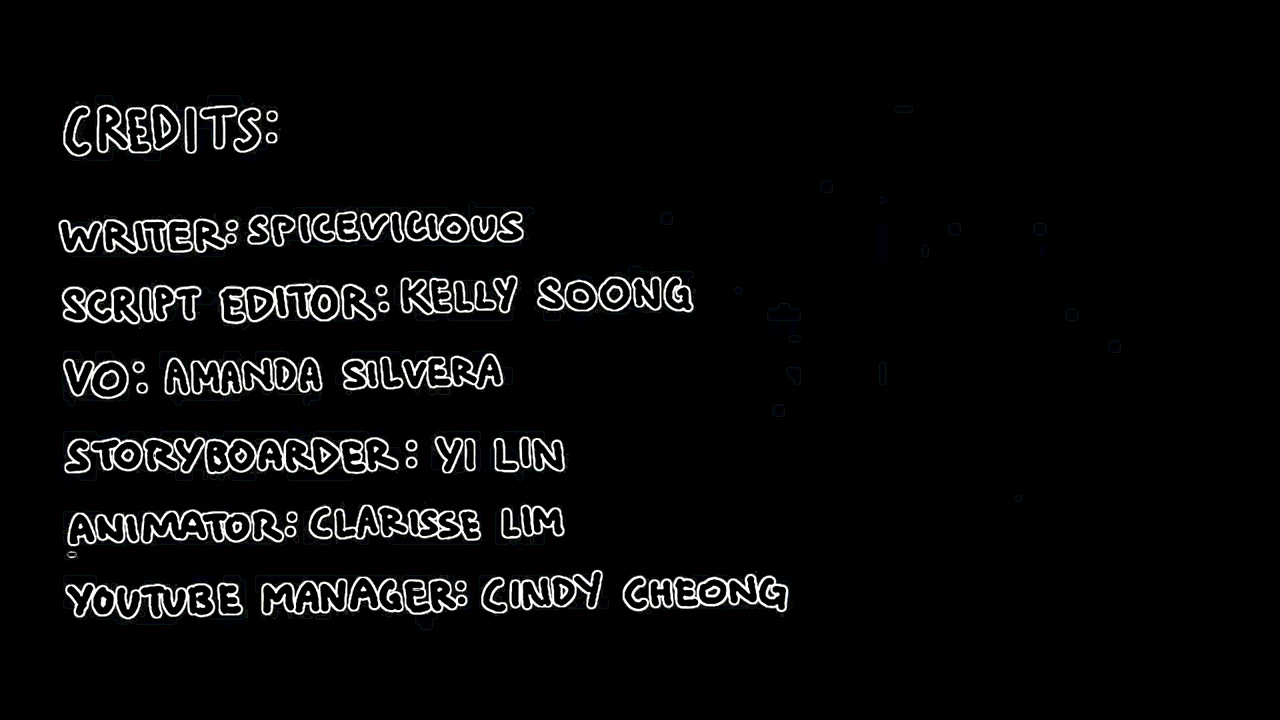 CREDITS:
WRITER: SPICEVICIOUS
SCRIPT EDITOR: KELLY SOONG
VO: AMANDA SILVERA
STORYBOARDER: YI LIN
ANIMATOR: CLARISSE LIM
YOUTUBE MANAGER: CINDY CHEONG